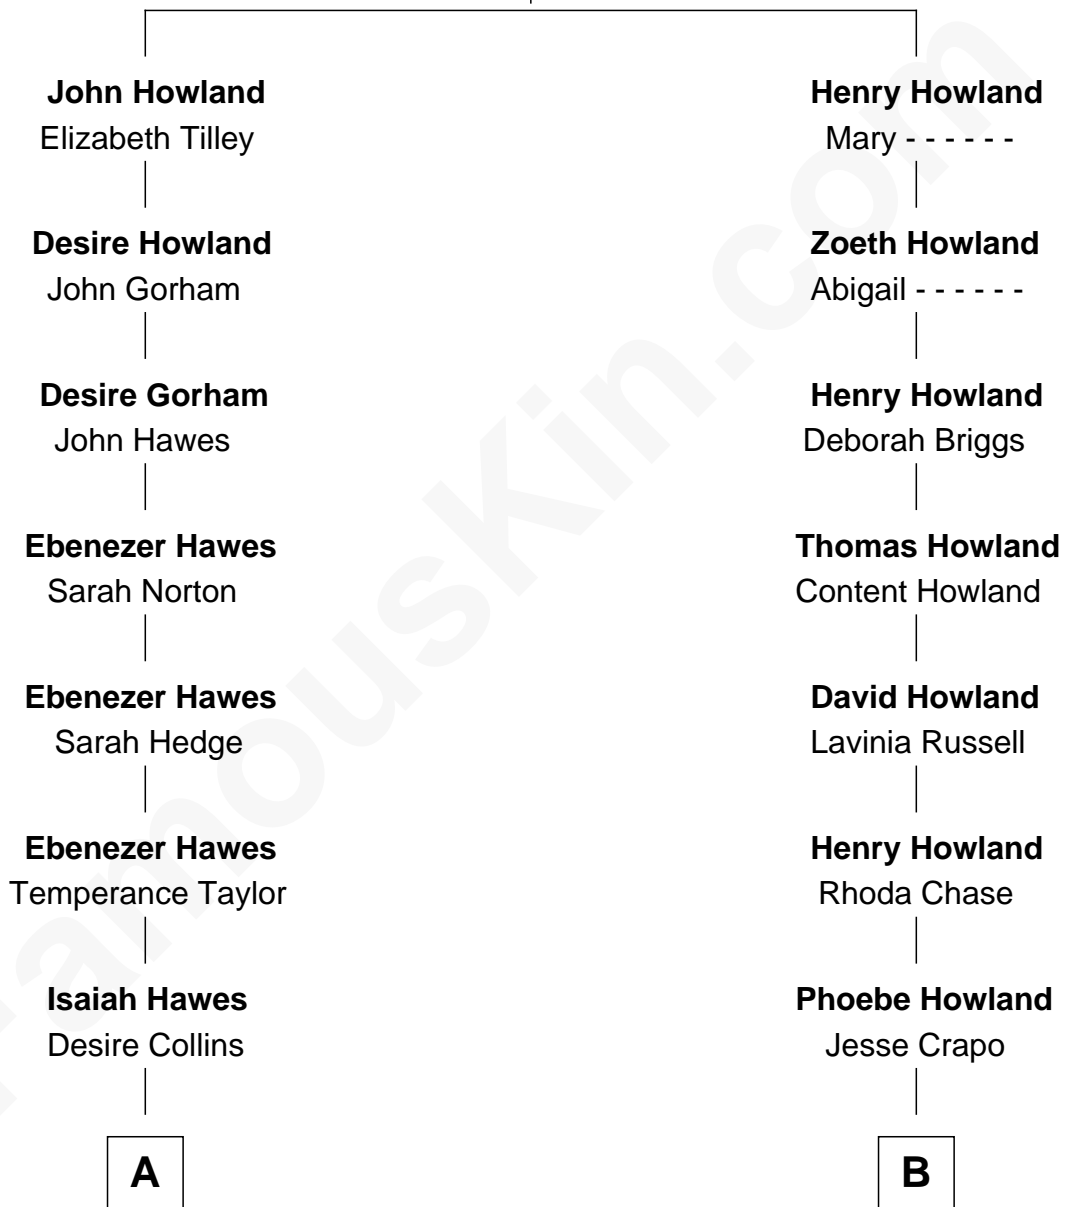 John Howland
Elizabeth Tilley
Desire Howland
John Gorham
Desire Gorham
John Hawes
Ebenezer Hawes
Sarah Norton
Ebenezer Hawes
Sarah Hedge
Ebenezer Hawes
Temperance Taylor
Isaiah Hawes
Desire Collins
A
Henry Howland
Mary - - - - - -
Zoeth Howland
Abigail - - - - - -
Henry Howland
Deborah Briggs
Thomas Howland
Content Howland
David Howland
Lavinia Russell
Henry Howland
Rhoda Chase
Phoebe Howland
Jesse Crapo
B
FamousKin.com